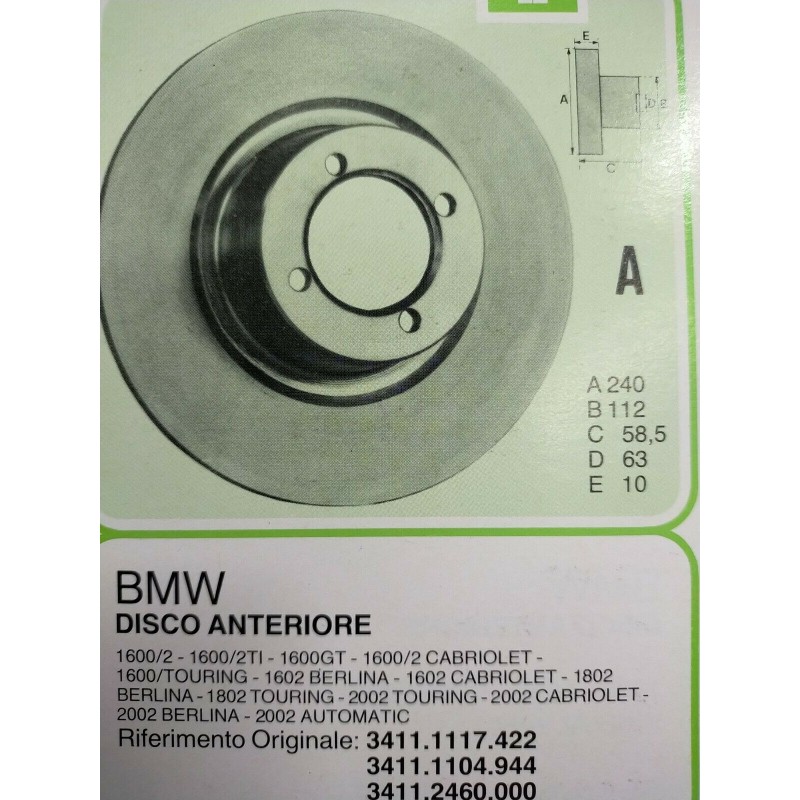 E
A
D B
C
A
A 240
B 112
C 58,5
D 63
E 10
BMW
DISCO ANTERIORE
1600/2 - 1600/2TI - 1600GT - 1600/2 CABRIOLET -
1600/TOURING - 1602 BERLINA - 1602 CABRIOLET - 1802
BERLINA - 1802 TOURING - 2002 TOURING - 2002 CABRIOLET -
2002 BERLINA - 2002 AUTOMATIC
Riferimento Originale: 3411.1117.422
3411.1104.944
3411.2460.000